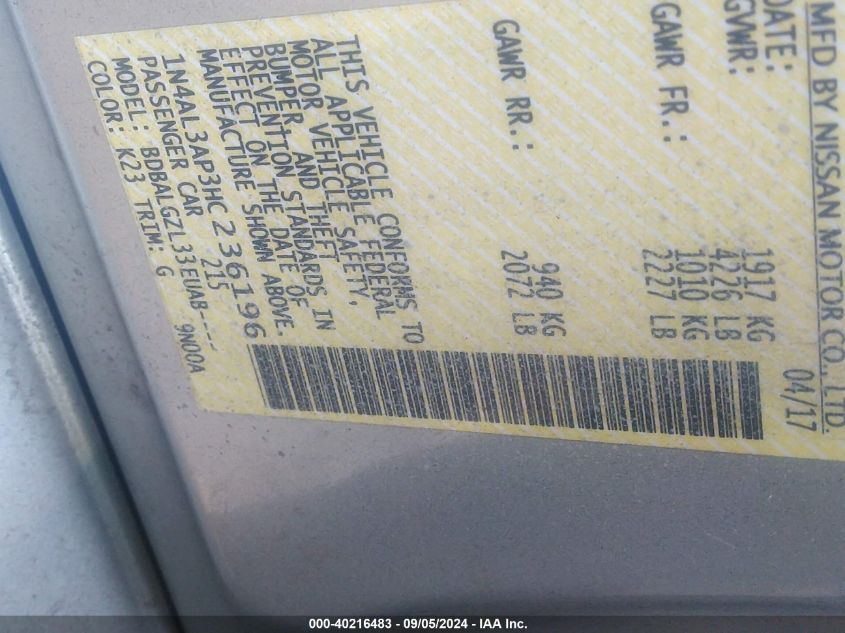 MFD BY NISSAN MOTOR CO., LTD.
DATE: 04/17
GVWR: 1917 KG
4226 LB
GAWR FR.: 1010 KG
2227 LB
GAWR RR.: 940 KG
2072 LB
THIS VEHICLE CONFORMS TO
ALL APPLICABLE FEDERAL
MOTOR VEHICLE SAFETY,
BUMPER, AND THEFT
PREVENTION STANDARDS IN
EFFECT ON THE DATE OF
MANUFACTURE SHOWN ABOVE.
1N4AL3AP3HC236196
PASSENGER CAR 215
MODEL: BDBALGZL33EUAB-----
COLOR: K23 TRIM: G 9N00A
000-40216483 - 09/05/2024 - IAA Inc.